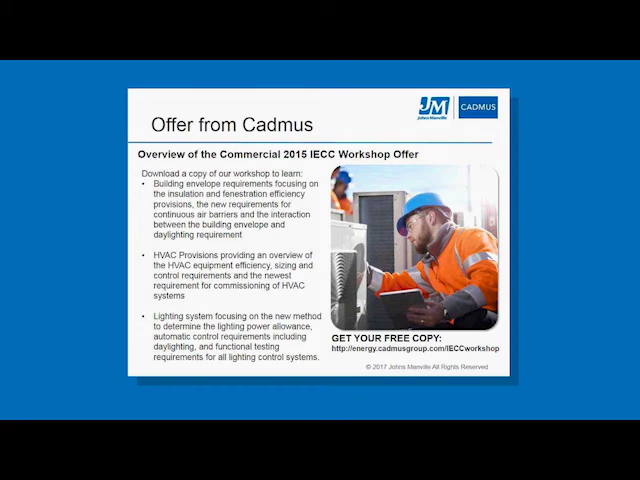 JM
Johns Manville
CADMUS
Offer from Cadmus
Overview of the Commercial 2015 IECC Workshop Offer
Download a copy of our workshop to learn:
• Building envelope requirements focusing on
the insulation and fenestration efficiency
provisions, the new requirements for
continuous air barriers and the interaction
between the building envelope and
daylighting requirement
• HVAC Provisions providing an overview of
the HVAC equipment efficiency, sizing and
control requirements and the newest
requirement for commissioning of HVAC
systems
• Lighting system focusing on the new method
to determine the lighting power allowance,
automatic control requirements including
daylighting, and functional testing
requirements for all lighting control systems.
GET YOUR FREE COPY:
http://energy.cadmusgroup.com/IECCworkshop
© 2017 Johns Manville All Rights Reserved